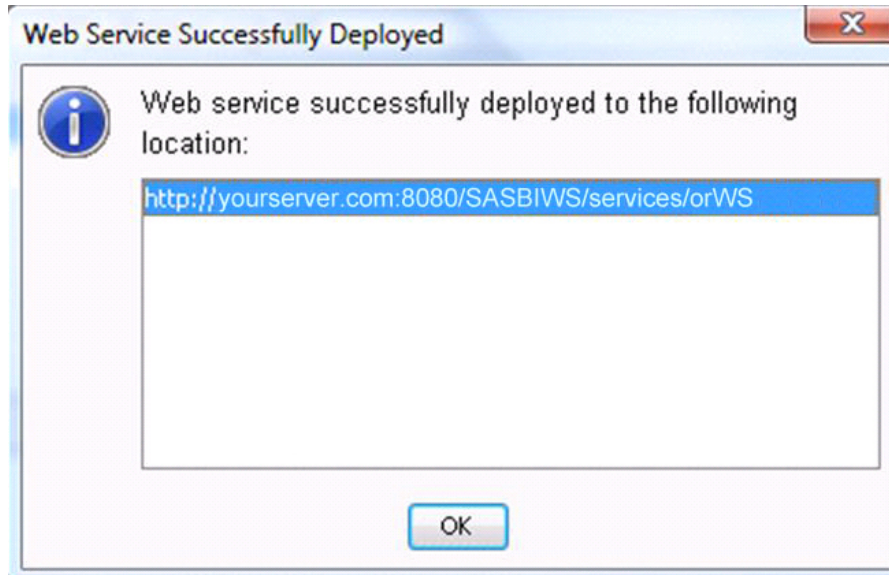 Web Service Successfully Deployed
Web service successfully deployed to the following
location:
http://yourserver.com:8080/SASBIWS/services/orWS
OK